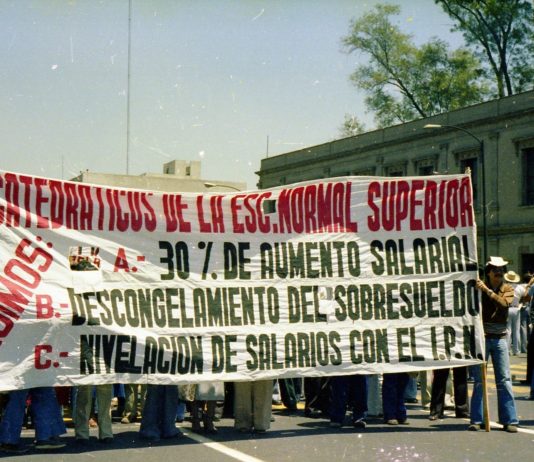 CATEDRATICOS DE LA ESC. NORMAL SUPERIOR
A.- 30 % DE AUMENTO SALARIAL
B.- DESCONGELAMIENTO DEL SOBRESUELDO
C.- NIVELACION DE SALARIOS CON EL I.P.N.